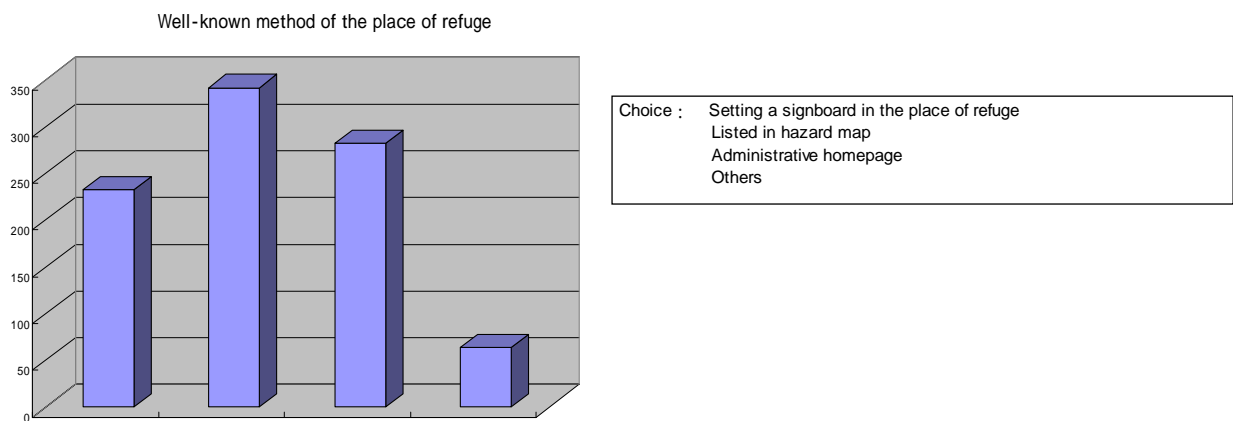 Well-known method of the place of refuge
350
300
250
200
150
100
50
0
Choice : Setting a signboard in the place of refuge
Listed in hazard map
Administrative homepage
Others